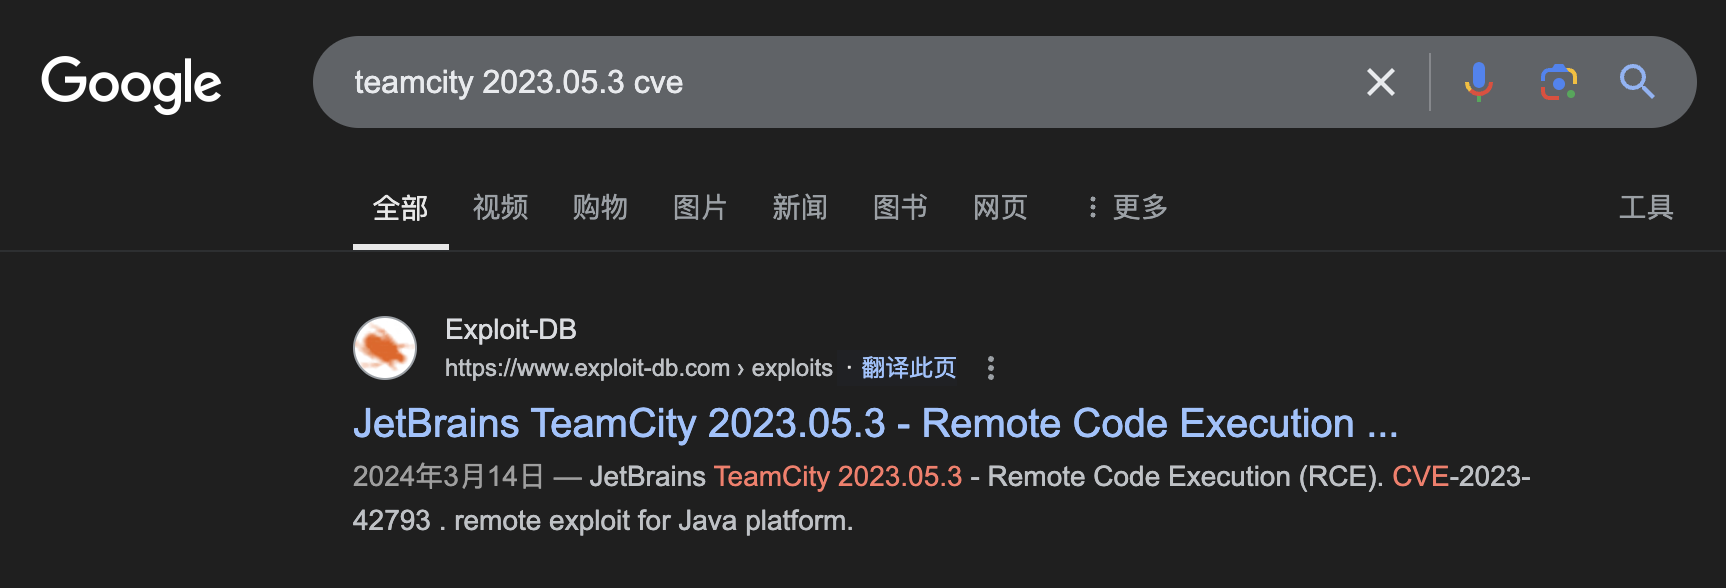 Google
teamcity 2023.05.3 cve
全部 视频 购物 图片 新闻 图书 网页 更多 工具
Exploit-DB
https://www.exploit-db.com › exploits · 翻译此页
JetBrains TeamCity 2023.05.3 - Remote Code Execution ...
2024年3月14日 — JetBrains TeamCity 2023.05.3 - Remote Code Execution (RCE). CVE-2023-
42793 . remote exploit for Java platform.